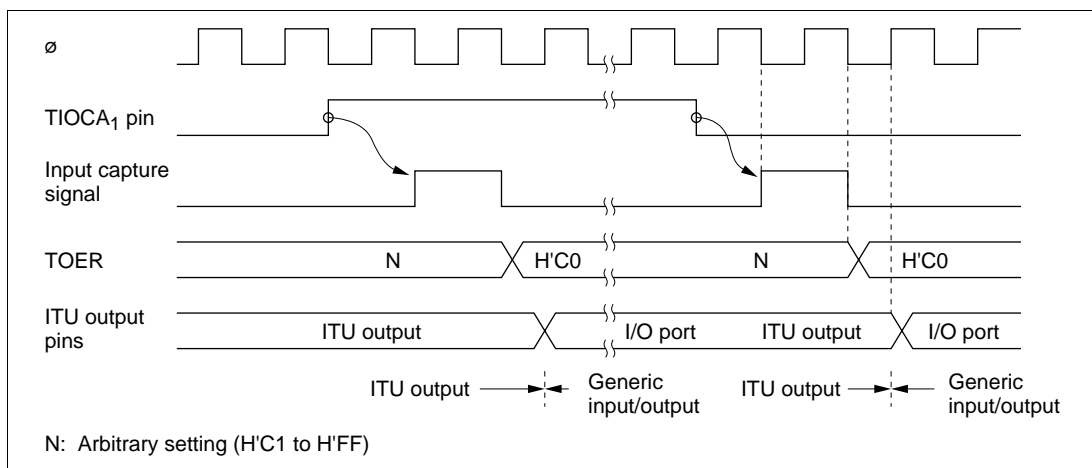 ø
TIOCA1 pin
Input capture
signal
TOER
N
H'C0
N
H'C0
ITU output
pins
ITU output
I/O port
ITU output
I/O port
ITU output
Generic
input/output
ITU output
Generic
input/output
N: Arbitrary setting (H'C1 to H'FF)